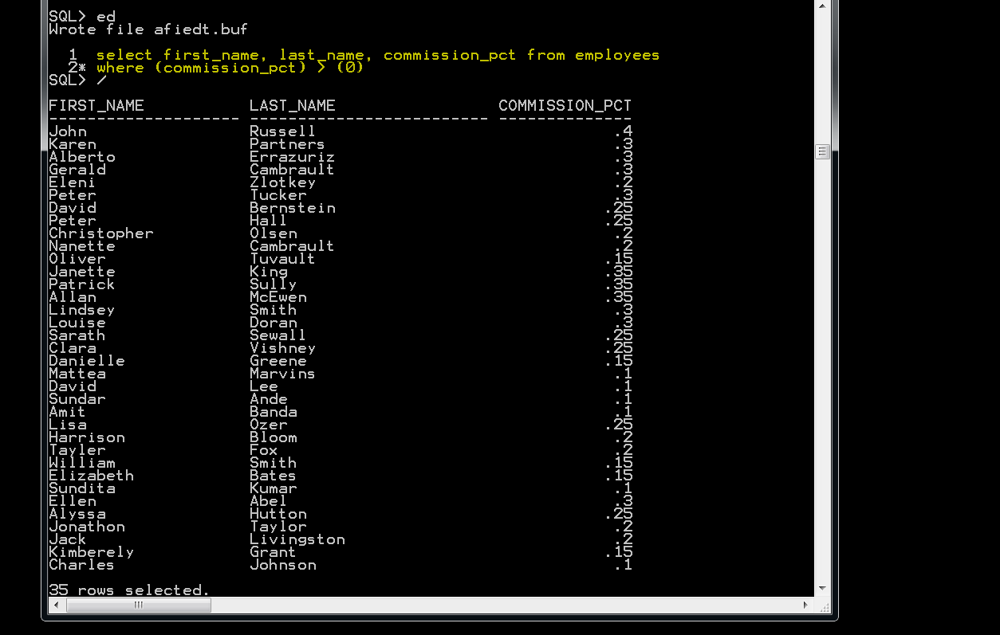 SQL> ed
Wrote file afiedt.buf
1 select first_name, last_name, commission_pct from employees
2* where (commission_pct) > (0)
SQL> /
FIRST_NAME LAST_NAME COMMISSION_PCT
-------------------- ------------------------- --------------
John Russell .4
Karen Partners .3
Alberto Errazuriz .3
Gerald Cambrault .3
Eleni Zlotkey .2
Peter Tucker .3
David Bernstein .25
Peter Hall .25
Christopher Olsen .2
Nanette Cambrault .2
Oliver Tuvault .15
Janette King .35
Patrick Sully .35
Allan McEwen .35
Lindsey Smith .3
Louise Doran .3
Sarath Sewall .25
Clara Vishney .25
Danielle Greene .15
Mattea Marvins .1
David Lee .1
Sundar Ande .1
Amit Banda .1
Lisa Ozer .25
Harrison Bloom .2
Tayler Fox .2
William Smith .15
Elizabeth Bates .15
Sundita Kumar .1
Ellen Abel .3
Alyssa Hutton .25
Jonathon Taylor .2
Jack Livingston .2
Kimberely Grant .15
Charles Johnson .1
35 rows selected.